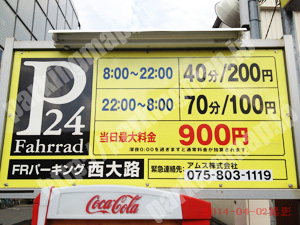 P24
Fahrrad
8:00～22:00 40分/200円
22:00～8:00 70分/100円
当日最大料金 900円
深夜0:00を過ぎますと通常料金が加算されます。
FRパーキング 西大路
緊急連絡先: アムス株式会社
075-803-1119
Coca-Cola